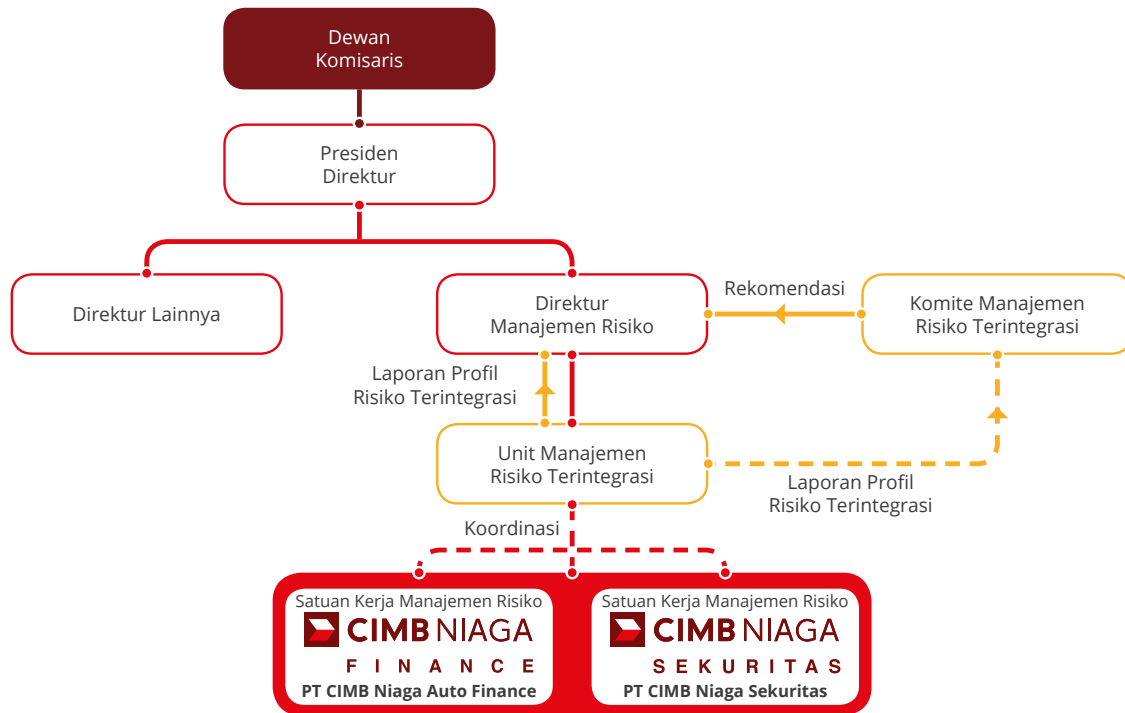 Dewan
Komisaris
Presiden
Direktur
Direktur Lainnya
Direktur
Manajemen Risiko
Rekomendasi
Komite Manajemen
Risiko Terintegrasi
Laporan Profil
Risiko Terintegrasi
Unit Manajemen
Risiko Terintegrasi
Laporan Profil
Risiko Terintegrasi
Koordinasi
Satuan Kerja Manajemen Risiko
CIMB NIAGA
FINANCE
PT CIMB Niaga Auto Finance
Satuan Kerja Manajemen Risiko
CIMB NIAGA
SEKURITAS
PT CIMB Niaga Sekuritas